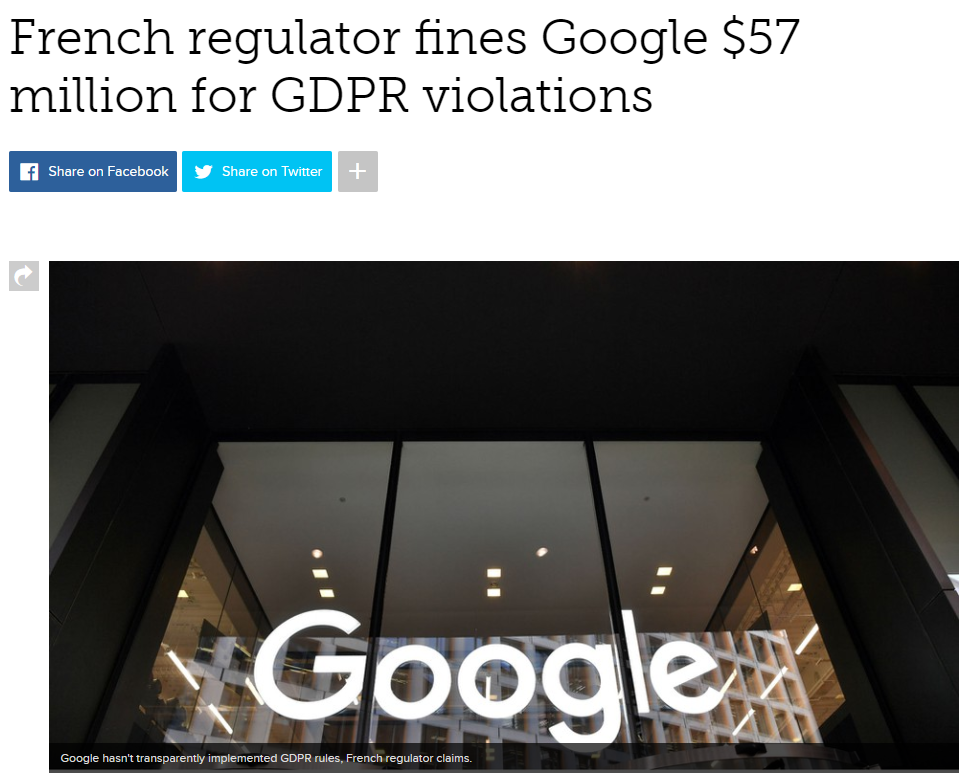 French regulator fines Google $57
million for GDPR violations
Share on Facebook
Share on Twitter
Google
Google hasn't transparently implemented GDPR rules, French regulator claims.